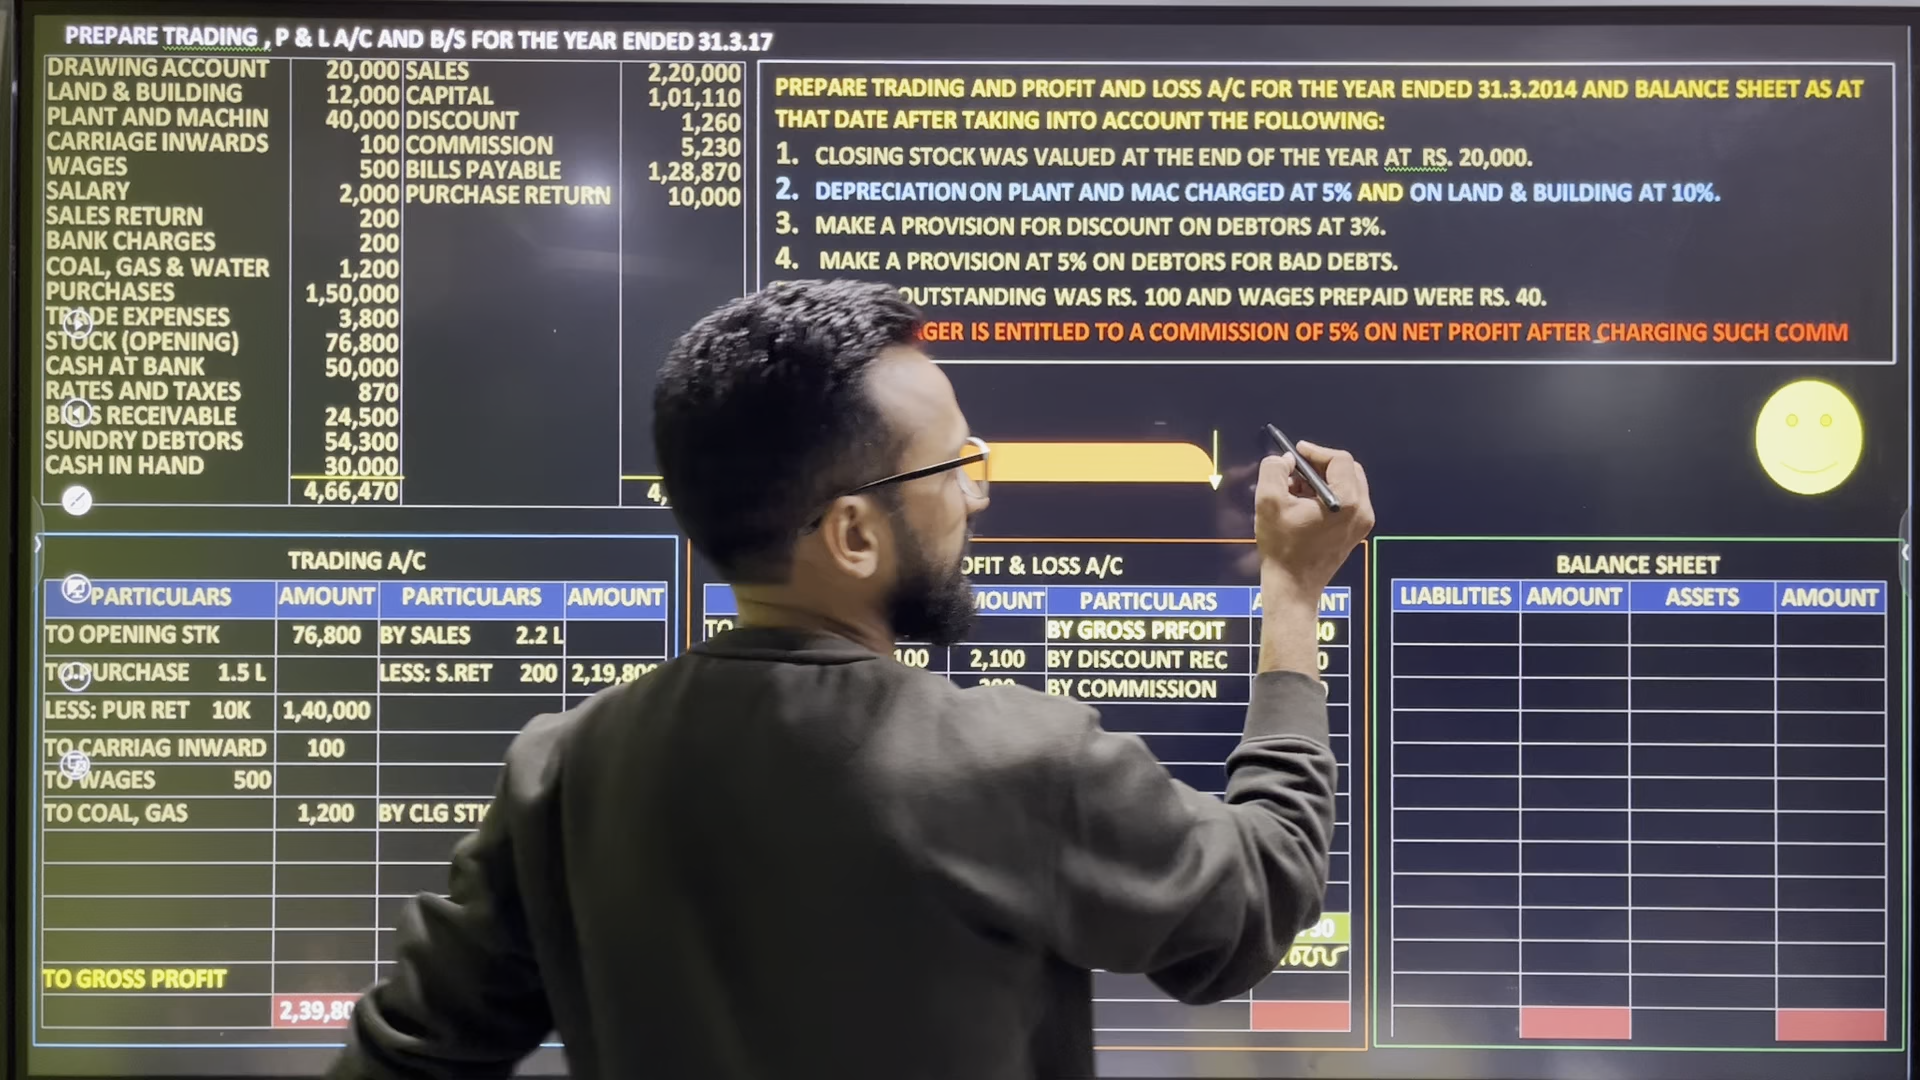 PREPARE TRADING , P & L A/C AND B/S FOR THE YEAR ENDED 31.3.17
DRAWING ACCOUNT 20,000 SALES 2,20,000
LAND & BUILDING 12,000 CAPITAL 1,01,110
PLANT AND MACHIN 40,000 DISCOUNT 1,260
CARRIAGE INWARDS 100 COMMISSION 5,230
WAGES 500 BILLS PAYABLE 1,28,870
SALARY 2,000 PURCHASE RETURN 10,000
SALES RETURN 200
BANK CHARGES 200
COAL, GAS & WATER 1,200
PURCHASES 1,50,000
TRADE EXPENSES 3,800
STOCK (OPENING) 76,800
CASH AT BANK 50,000
RATES AND TAXES 870
BILLS RECEIVABLE 24,500
SUNDRY DEBTORS 54,300
CASH IN HAND 30,000
4,66,470 4,
PREPARE TRADING AND PROFIT AND LOSS A/C FOR THE YEAR ENDED 31.3.2014 AND BALANCE SHEET AS AT
THAT DATE AFTER TAKING INTO ACCOUNT THE FOLLOWING:
1. CLOSING STOCK WAS VALUED AT THE END OF THE YEAR AT RS. 20,000.
2. DEPRECIATION ON PLANT AND MAC CHARGED AT 5% AND ON LAND & BUILDING AT 10%.
3. MAKE A PROVISION FOR DISCOUNT ON DEBTORS AT 3%.
4. MAKE A PROVISION AT 5% ON DEBTORS FOR BAD DEBTS.
OUTSTANDING WAS RS. 100 AND WAGES PREPAID WERE RS. 40.
IS ENTITLED TO A COMMISSION OF 5% ON NET PROFIT AFTER CHARGING SUCH COMM
TRADING A/C
PARTICULARS AMOUNT PARTICULARS AMOUNT
TO OPENING STK 76,800 BY SALES 2.2 L
TO PURCHASE 1.5 L LESS: S.RET 200 2,19,800
LESS: PUR RET 10K 1,40,000
TO CARRIAG INWARD 100
TO WAGES 500
TO COAL, GAS 1,200 BY CLG STK
TO GROSS PROFIT
2,39,80
& LOSS A/C
PARTICULARS
TO BY GROSS PRFOIT
100 2,100 BY DISCOUNT REC
BY COMMISSION
BALANCE SHEET
LIABILITIES AMOUNT ASSETS AMOUNT